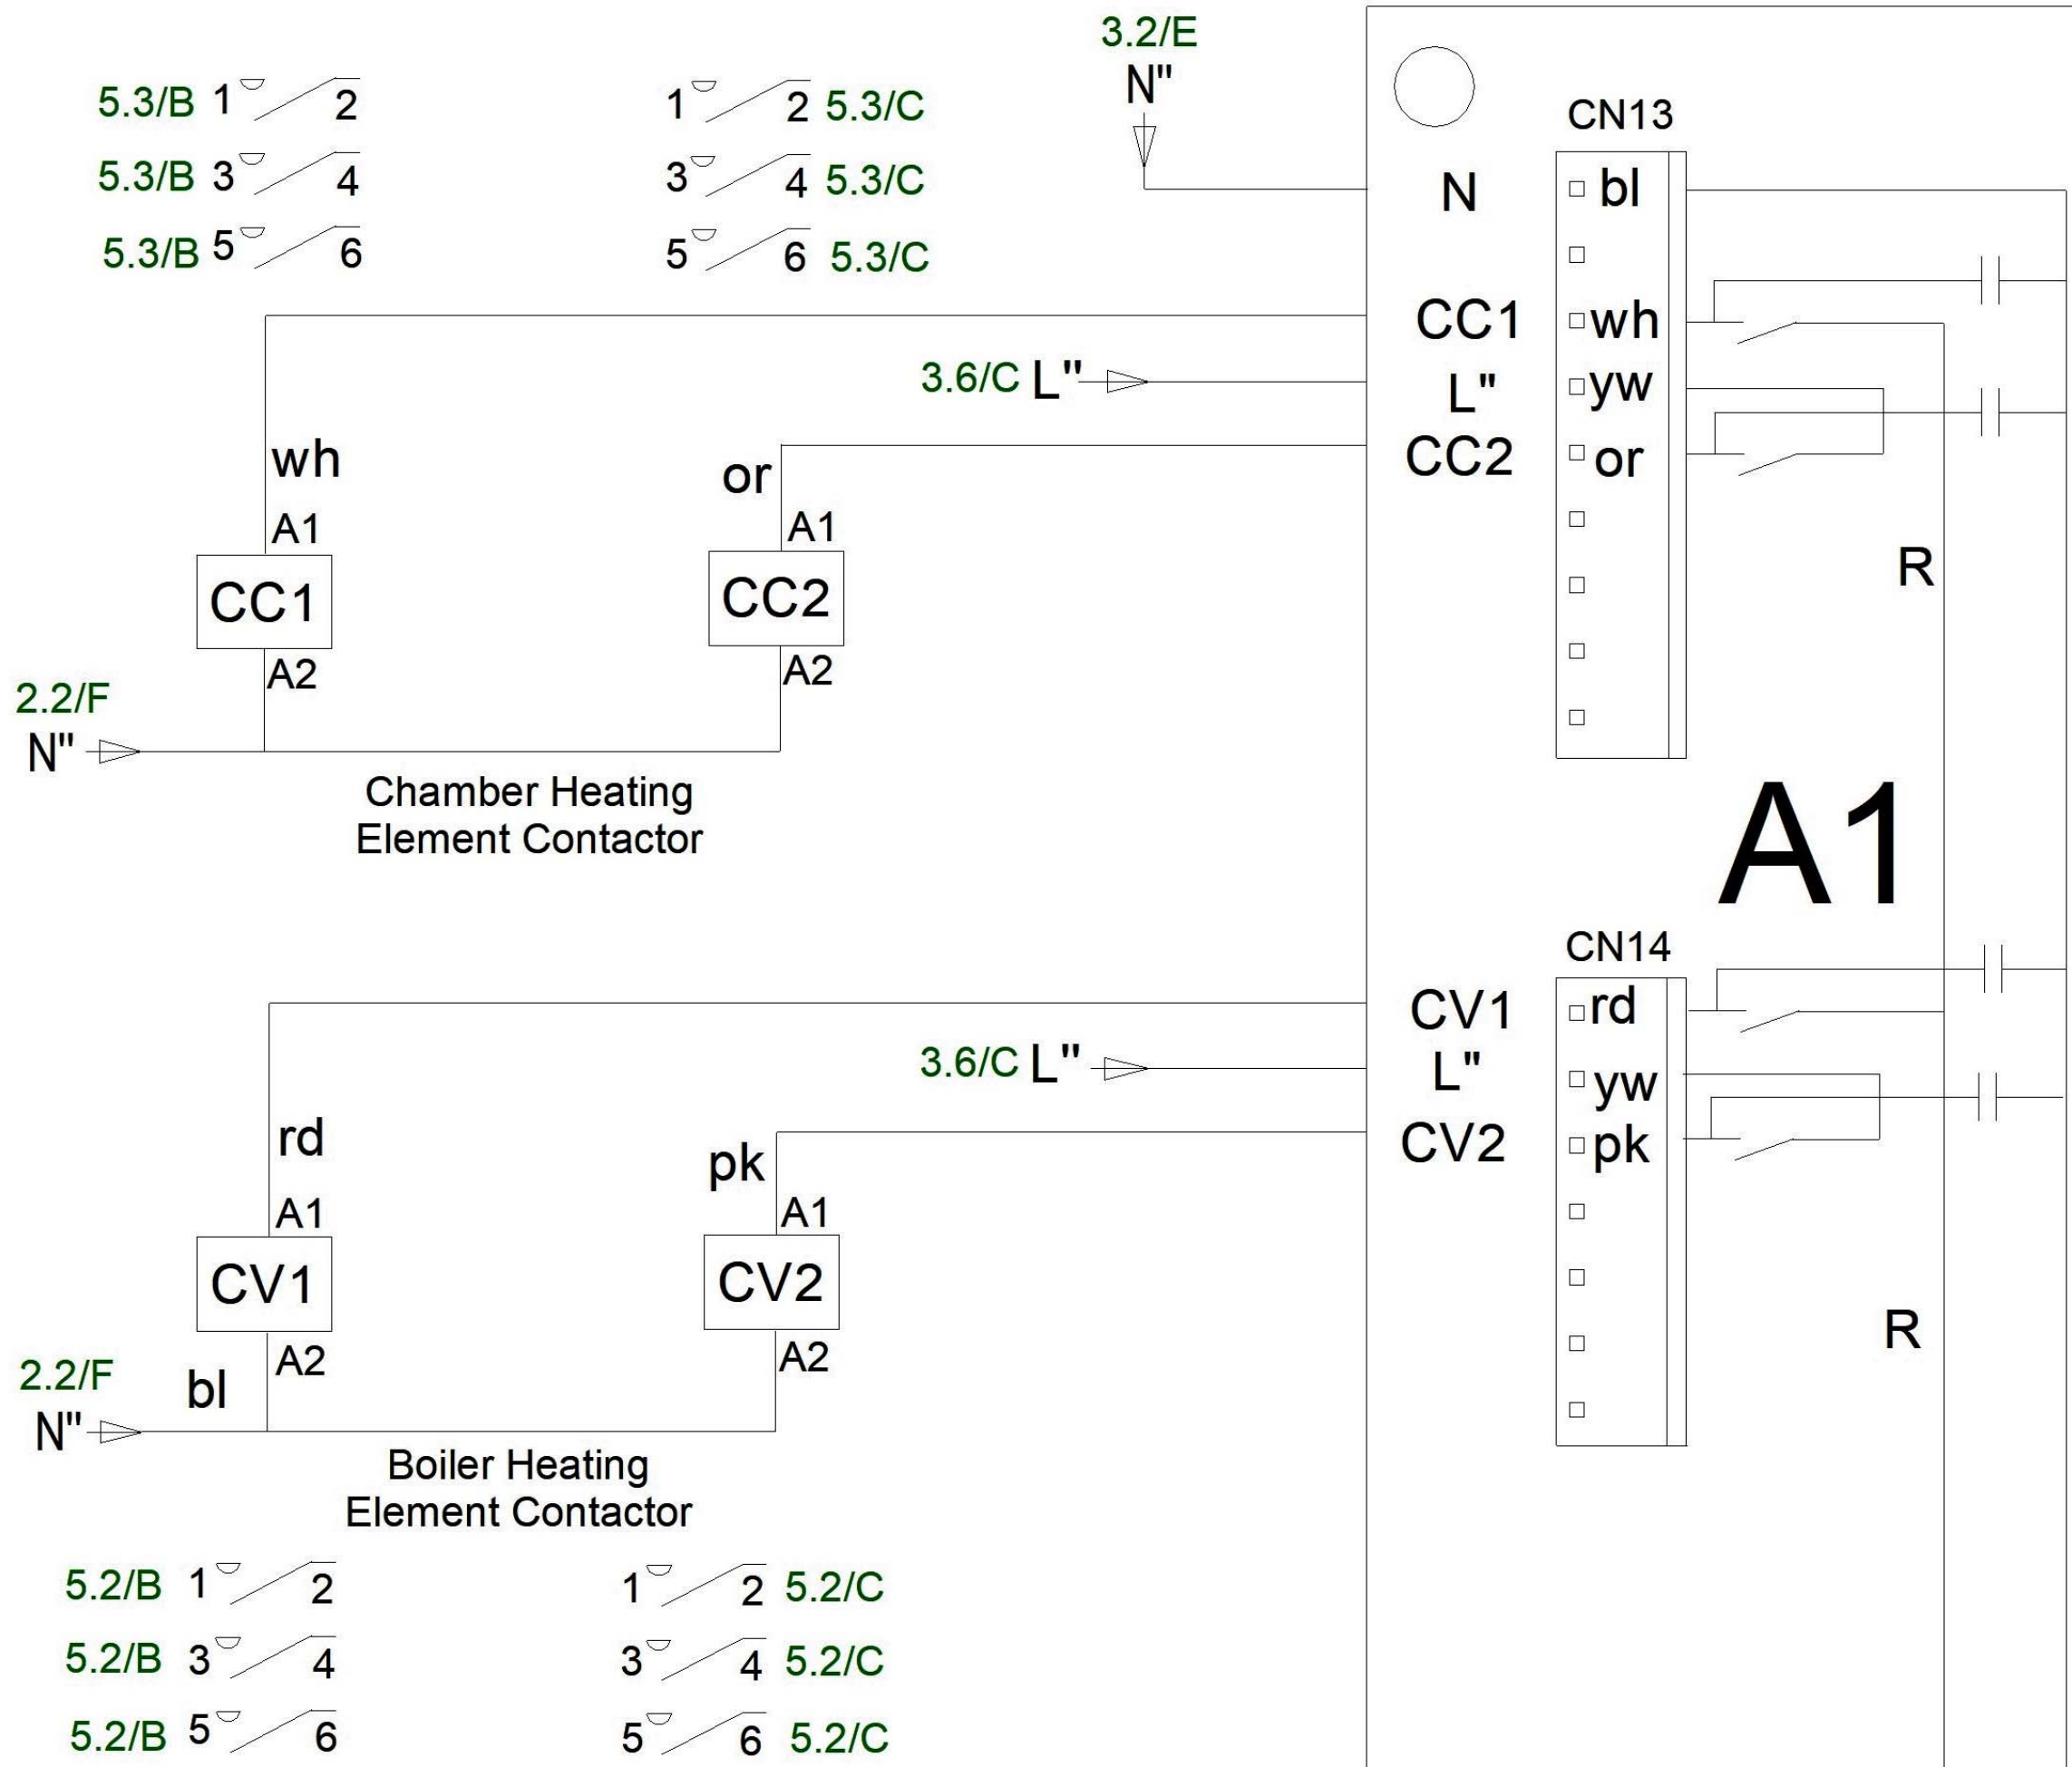 3.2/E
N"
5.3/B 1 2
1 2 5.3/C
CN13
5.3/B 3 4
3 4 5.3/C
N bl
5.3/B 5 6
5 6 5.3/C
CC1 wh
3.6/C L"
L" yw
wh
or
CC2 or
A1
A1
CC1
CC2
R
A2
A2
2.2/F
N"
Chamber Heating
Element Contactor
A1
CN14
CV1 rd
3.6/C L"
L" yw
rd
pk
CV2 pk
A1
A1
CV1
CV2
R
A2
A2
2.2/F
bl
N"
Boiler Heating
Element Contactor
5.2/B 1 2
1 2 5.2/C
5.2/B 3 4
3 4 5.2/C
5.2/B 5 6
5 6 5.2/C